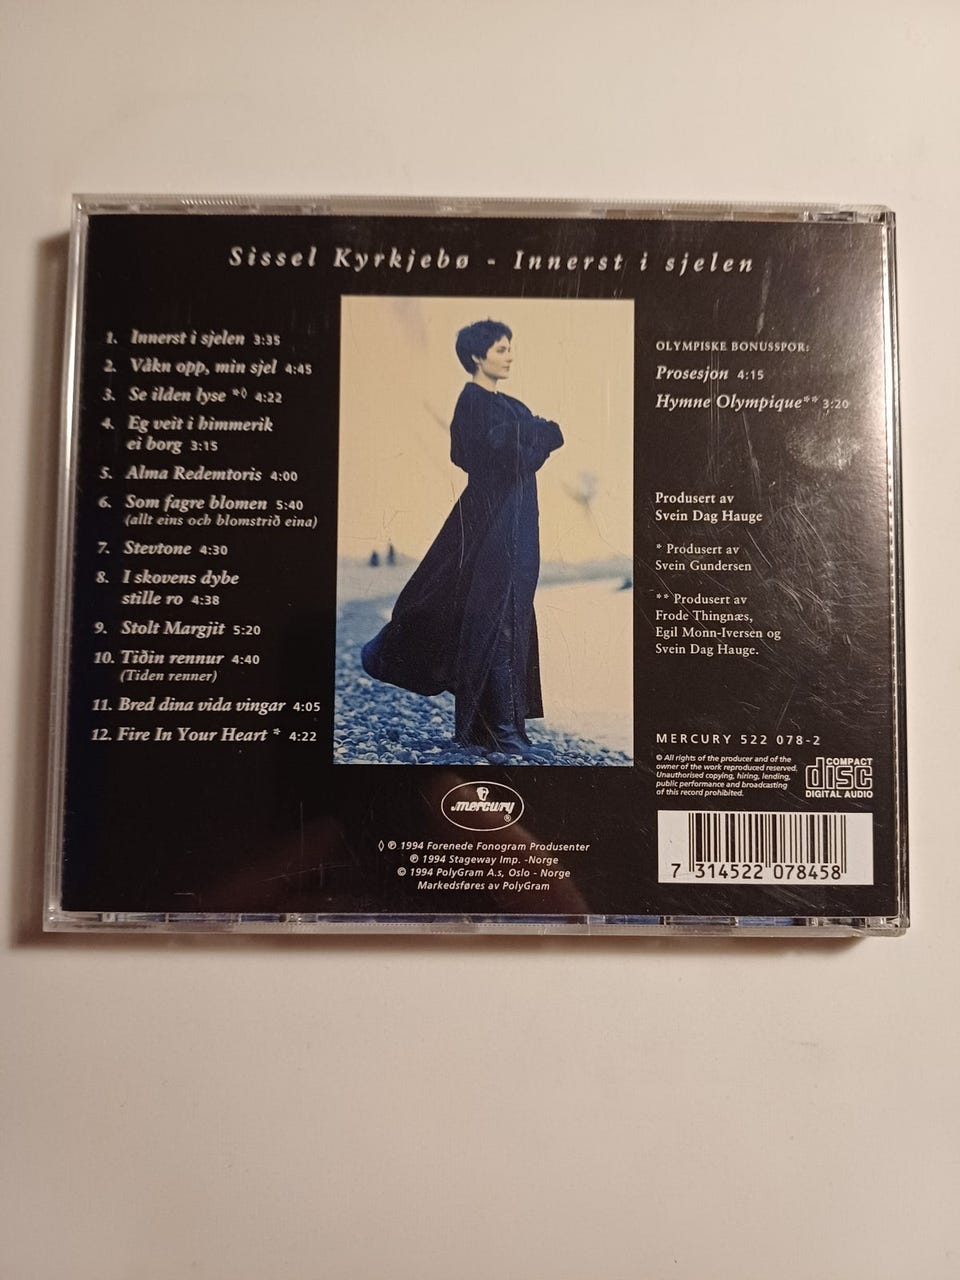 Sissel Kyrkjebø - Innerst i sjelen
1. Innerst i sjelen 3:35
2. Våkn opp, min sjel 4:45
3. Se ilden lyse *◊ 4:22
4. Eg veit i himmerik
ei borg 3:15
5. Alma Redemtoris 4:00
6. Som fagre blomen 5:40
(allt eins och blomstrið eina)
7. Stevtone 4:30
8. I skovens dybe
stille ro 4:38
9. Stolt Margjit 5:20
10. Tiðin rennur 4:40
(Tiden renner)
11. Bred dina vida vingar 4:05
12. Fire In Your Heart * 4:22
OLYMPISKE BONUSSPOR:
Prosesjon 4:15
Hymne Olympique** 3:20
Produsert av
Svein Dag Hauge
* Produsert av
Svein Gundersen
** Produsert av
Frode Thingnæs,
Egil Monn-Iversen og
Svein Dag Hauge.
MERCURY 522 078-2
© All rights of the producer and of the
owner of the work reproduced reserved.
Unauthorised copying, hiring, lending,
public performance and broadcasting
of this record prohibited.
COMPACT
disc
DIGITAL AUDIO
mercury
®
◊ ℗ 1994 Forenede Fonogram Produsenter
℗ 1994 Stageway Imp. -Norge
© 1994 PolyGram A.s, Oslo - Norge
Markedsføres av PolyGram
7 314522 078458